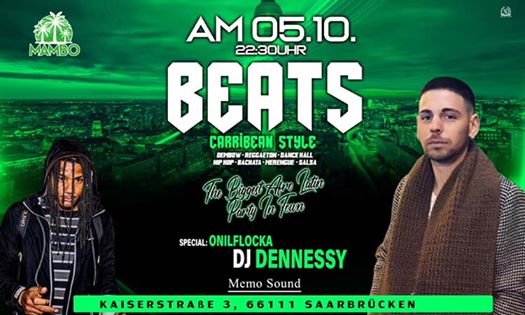 MAMBO
AM 05.10.
22:30UHR
BEATS
CARRIBEAN STYLE
DEMBOW • REGGAETON • DANCE HALL
HIP HOP • BACHATA • MERENGUE • SALSA
The Biggest Afro Latin
Party In Town
SPECIAL: ONILFLOCKA
DJ DENNESSY
Memo Sound
KAISERSTRAßE 3, 66111 SAARBRÜCKEN